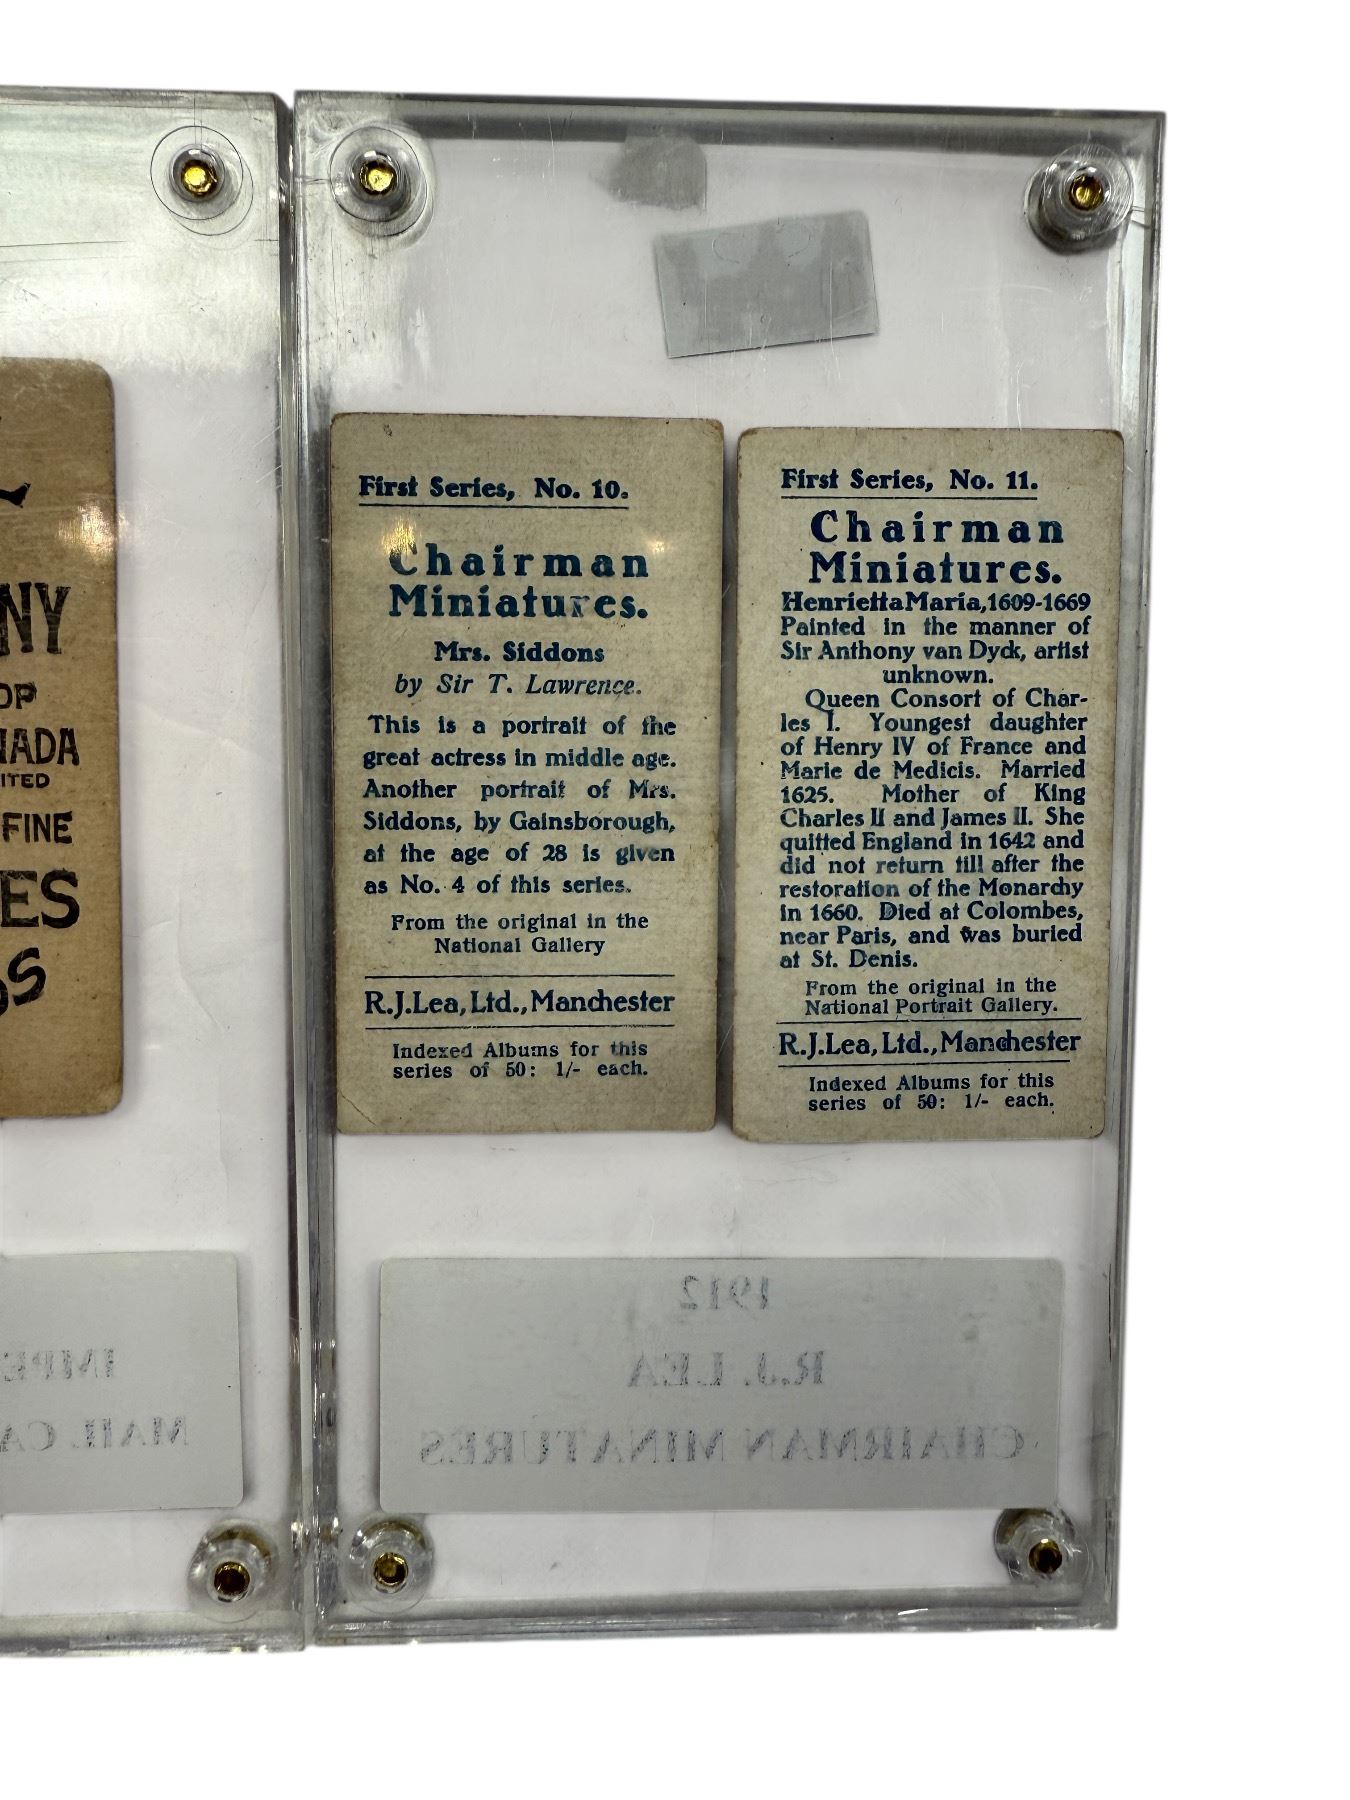 NY
OP
NADA
ITED
FINE
ES
IMPE
MAIL CA
First Series, No. 10.
Chairman
Miniatures.
Mrs. Siddons
by Sir T. Lawrence.
This is a portrait of the
great actress in middle age.
Another portrait of Mrs.
Siddons, by Gainsborough,
at the age of 28 is given
as No. 4 of this series.
From the original in the
National Gallery
R.J.Lea, Ltd., Manchester
Indexed Albums for this
series of 50: 1/- each.
First Series, No. 11.
Chairman
Miniatures.
Henrietta Maria, 1609-1669
Painted in the manner of
Sir Anthony van Dyck, artist
unknown.
Queen Consort of Char-
les I. Youngest daughter
of Henry IV of France and
Marie de Medicis. Married
1625. Mother of King
Charles II and James II. She
quitted England in 1642 and
did not return till after the
restoration of the Monarchy
in 1660. Died at Colombes,
near Paris, and was buried
at St. Denis.
From the original in the
National Portrait Gallery.
R.J.Lea, Ltd., Manchester
Indexed Albums for this
series of 50: 1/- each.
1912
R.J. LEA
CHAIRMAN MINATURES